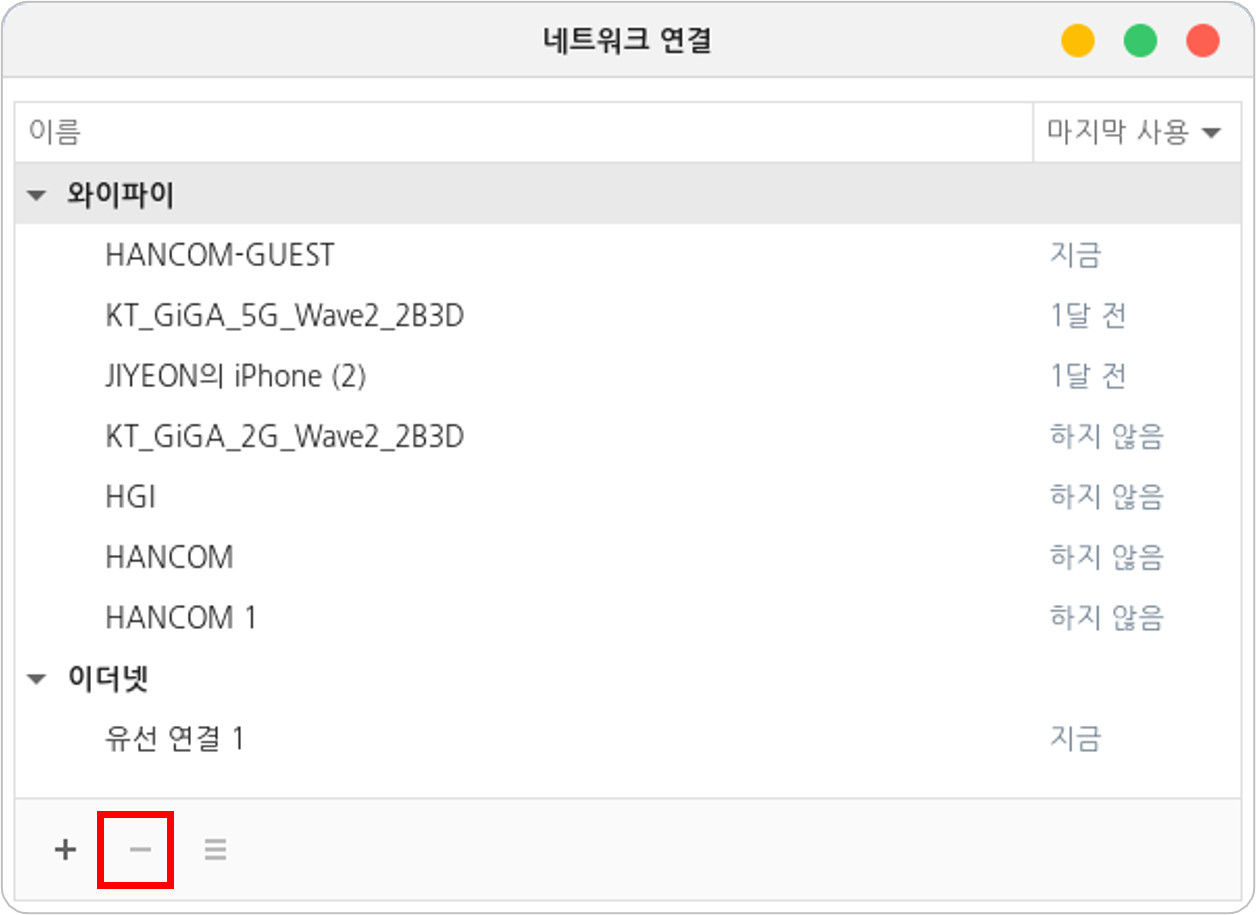 네트워크 연결
이름 마지막 사용
와이파이
HANCOM-GUEST 지금
KT_GiGA_5G_Wave2_2B3D 1달 전
JIYEON의 iPhone (2) 1달 전
KT_GiGA_2G_Wave2_2B3D 하지 않음
HGI 하지 않음
HANCOM 하지 않음
HANCOM 1 하지 않음
이더넷
유선 연결 1 지금